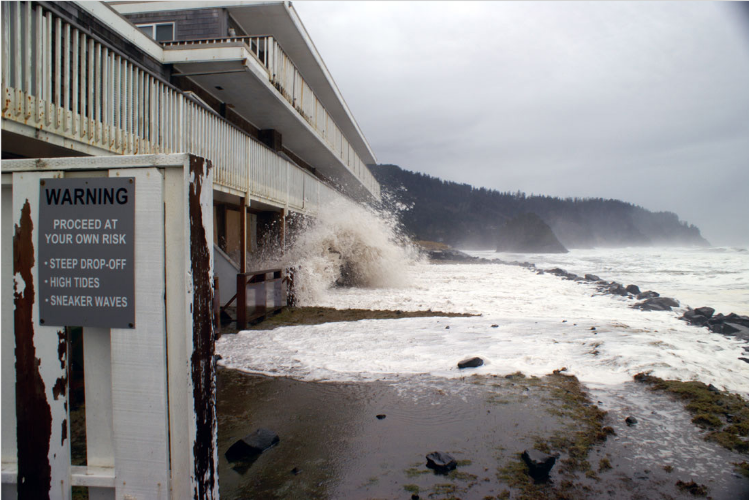 WARNING
PROCEED AT
YOUR OWN RISK
• STEEP DROP-OFF
• HIGH TIDES
• SNEAKER WAVES